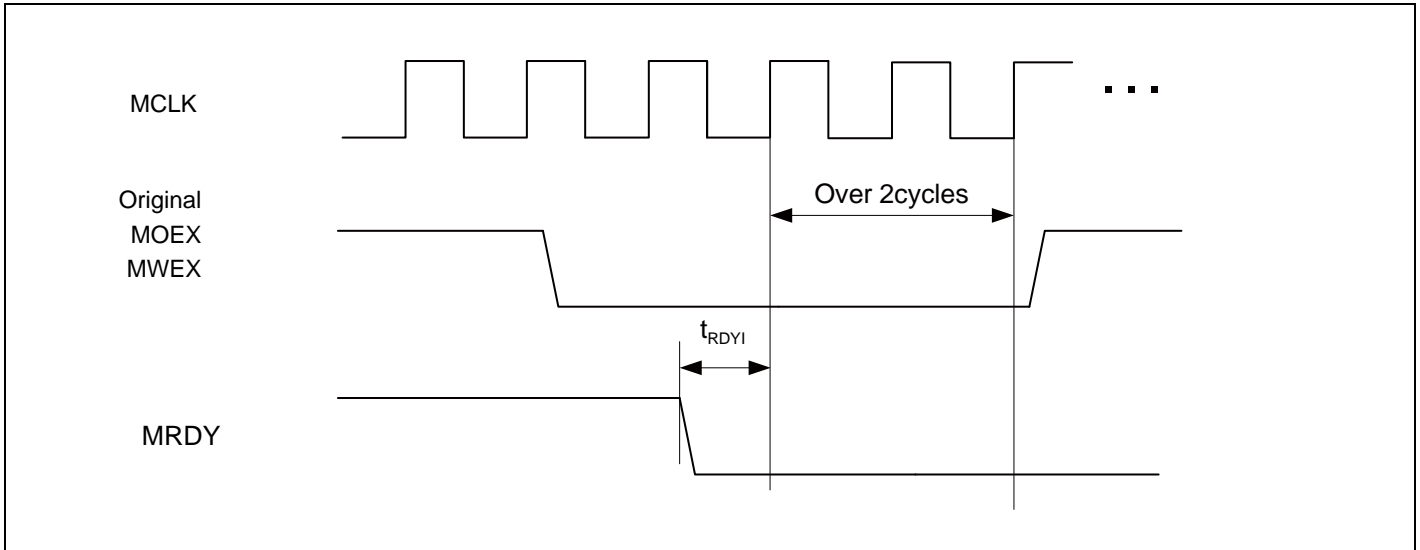 MCLK
Original
MOEX
MWEX
Over 2cycles
tRDYI
MRDY